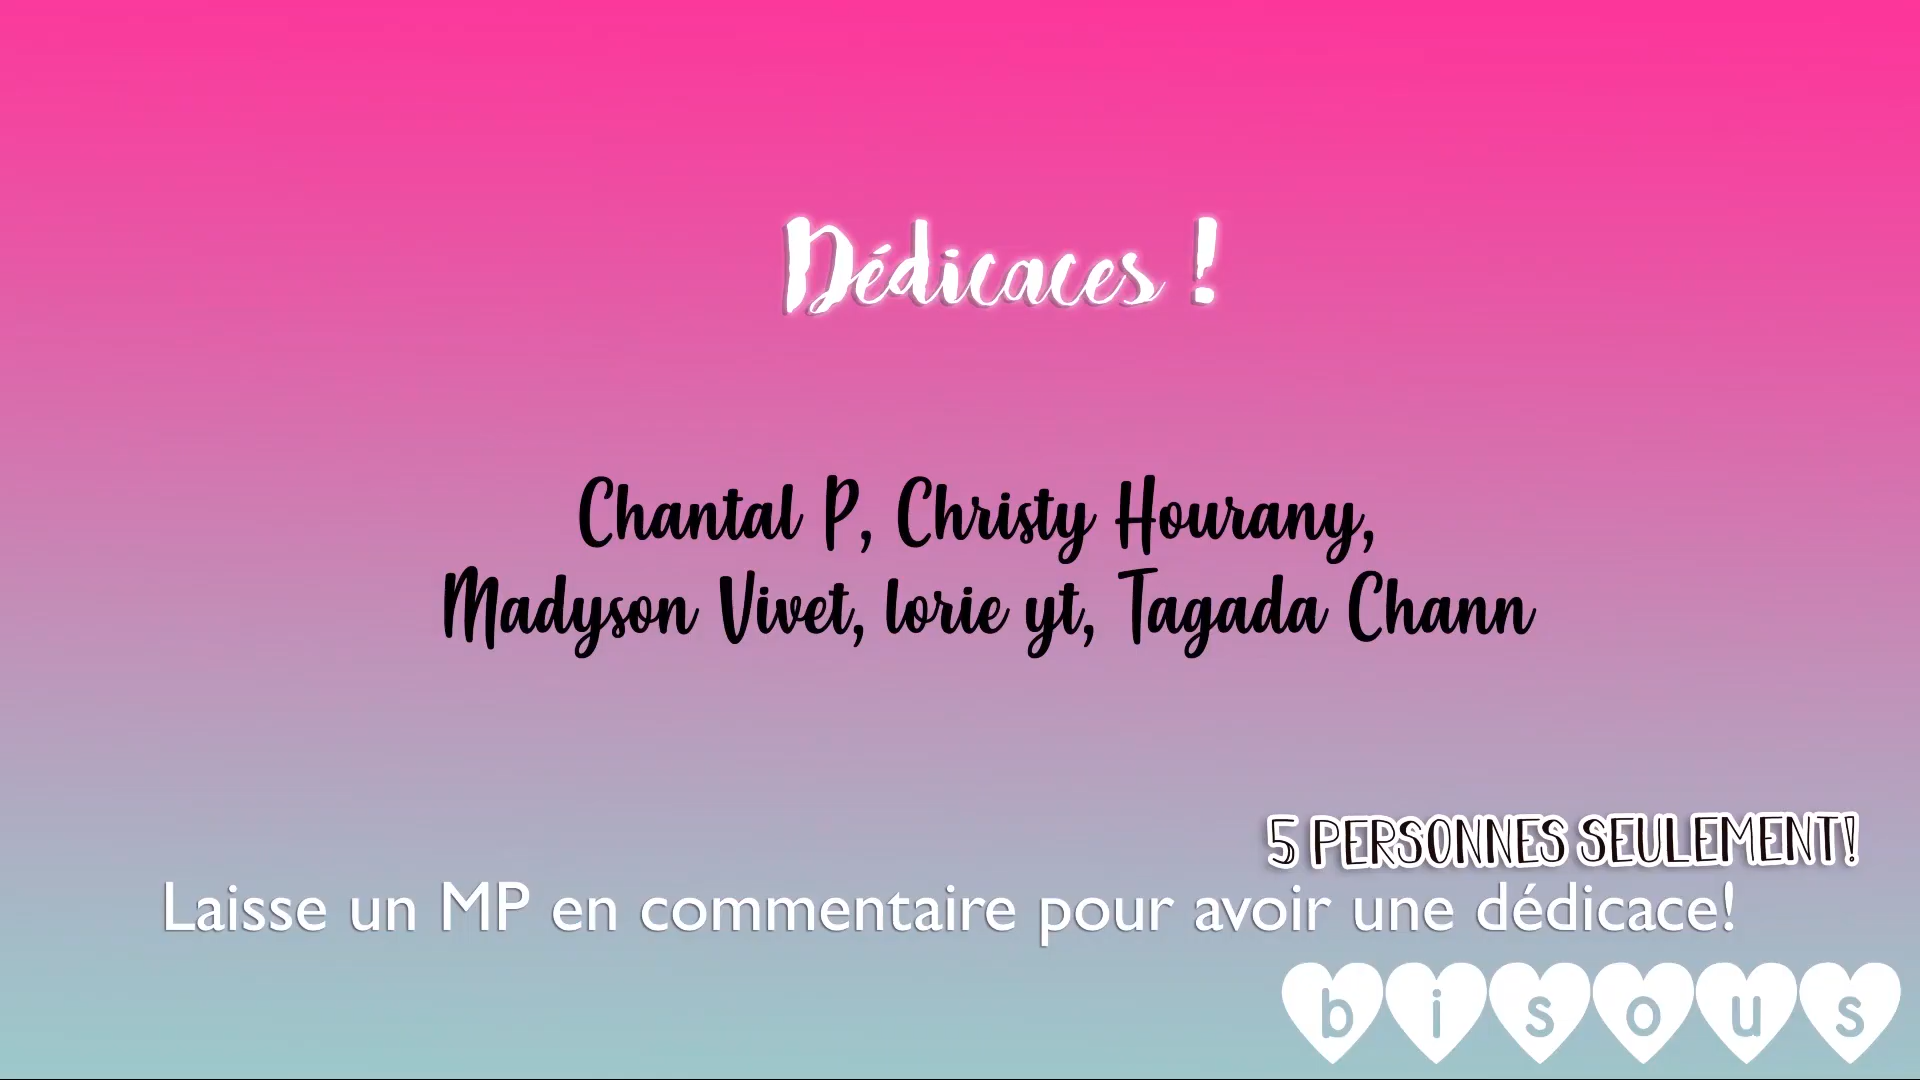 Dédicaces !
Chantal P, Christy Hourany,
Madyson Vivet, lorie yt, Tagada Chann
5 PERSONNES SEULEMENT!
Laisse un MP en commentaire pour avoir une dédicace!
bisous